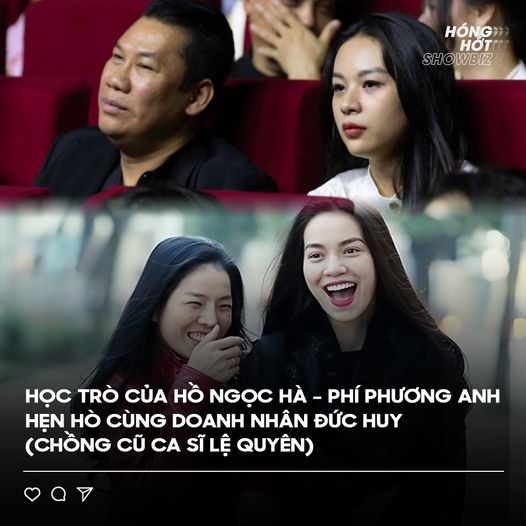 HÓNG
HỚT
SHOWBIZ
HỌC TRÒ CỦA HỒ NGỌC HÀ – PHÍ PHƯƠNG ANH
HẸN HÒ CÙNG DOANH NHÂN ĐỨC HUY
(CHỒNG CŨ CA SĨ LỆ QUYÊN)